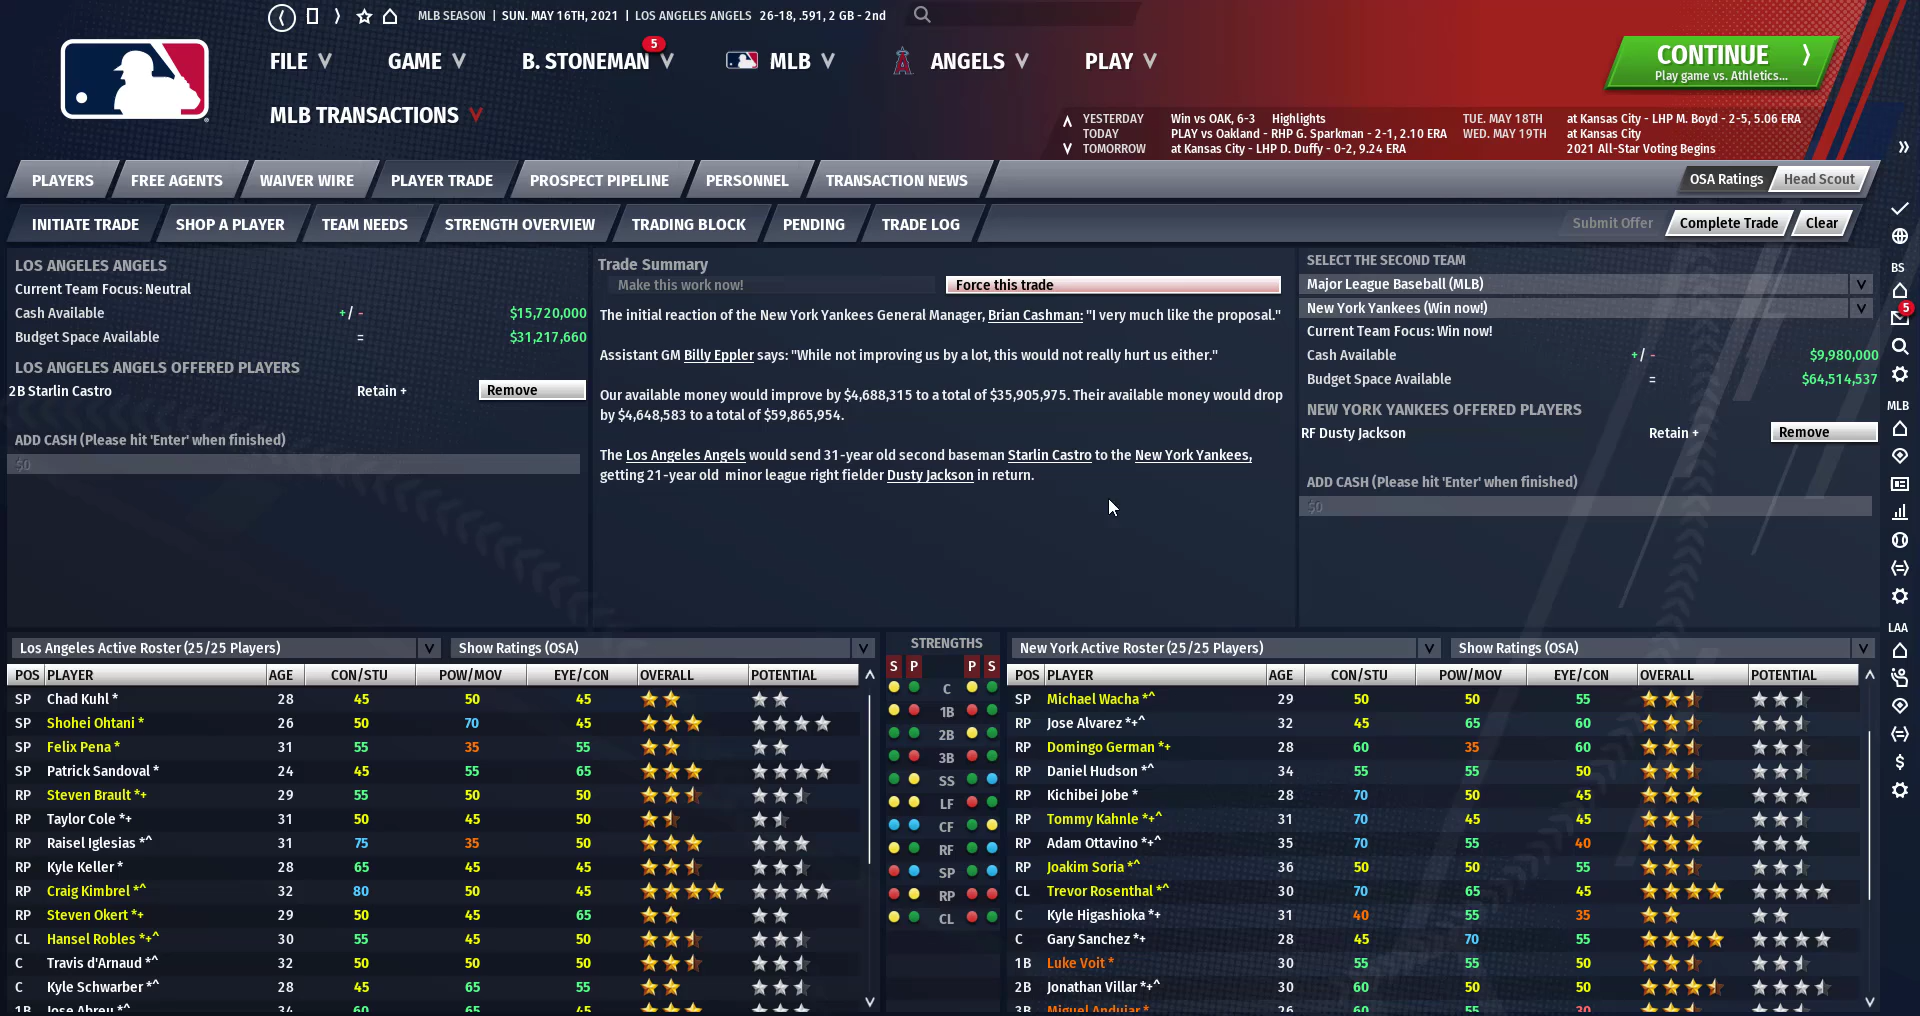 MLB SEASON | SUN. MAY 16TH, 2021 | LOS ANGELES ANGELS 26-18, .591, 2 GB - 2nd
FILE GAME B. STONEMAN 5 MLB ANGELS PLAY
CONTINUE
Play game vs. Athletics...
MLB TRANSACTIONS
YESTERDAY Win vs OAK, 6-3 Highlights TUE. MAY 18TH at Kansas City - LHP M. Boyd - 2-5, 5.06 ERA
TODAY PLAY vs Oakland - RHP G. Sparkman - 2-1, 2.10 ERA WED. MAY 19TH at Kansas City
TOMORROW at Kansas City - LHP D. Duffy - 0-2, 9.24 ERA 2021 All-Star Voting Begins
PLAYERS FREE AGENTS WAIVER WIRE PLAYER TRADE PROSPECT PIPELINE PERSONNEL TRANSACTION NEWS OSA Ratings Head Scout
INITIATE TRADE SHOP A PLAYER TEAM NEEDS STRENGTH OVERVIEW TRADING BLOCK PENDING TRADE LOG Submit Offer Complete Trade Clear
LOS ANGELES ANGELS
Current Team Focus: Neutral
Cash Available +/ - $15,720,000
Budget Space Available = $31,217,660
LOS ANGELES ANGELS OFFERED PLAYERS
2B Starlin Castro Retain + Remove
ADD CASH (Please hit 'Enter' when finished)
$0
Trade Summary
Make this work now! Force this trade
The initial reaction of the New York Yankees General Manager, Brian Cashman: "I very much like the proposal."
Assistant GM Billy Eppler says: "While not improving us by a lot, this would not really hurt us either."
Our available money would improve by $4,688,315 to a total of $35,905,975. Their available money would drop
by $4,648,583 to a total of $59,865,954.
The Los Angeles Angels would send 31-year old second baseman Starlin Castro to the New York Yankees,
getting 21-year old minor league right fielder Dusty Jackson in return.
SELECT THE SECOND TEAM
Major League Baseball (MLB)
New York Yankees (Win now!)
Current Team Focus: Win now!
Cash Available +/ - $9,980,000
Budget Space Available = $64,514,537
NEW YORK YANKEES OFFERED PLAYERS
RF Dusty Jackson Retain + Remove
ADD CASH (Please hit 'Enter' when finished)
$0
BS
5
MLB
LAA
Los Angeles Active Roster (25/25 Players) Show Ratings (OSA)
POS PLAYER AGE CON/STU POW/MOV EYE/CON OVERALL POTENTIAL
SP Chad Kuhl * 28 45 50 45
SP Shohei Ohtani * 26 50 70 45
SP Felix Pena * 31 55 35 55
SP Patrick Sandoval * 24 45 55 65
RP Steven Brault *+ 29 55 50 50
RP Taylor Cole *+ 31 50 45 50
RP Raisel Iglesias *^ 31 75 35 50
RP Kyle Keller * 28 65 45 45
RP Craig Kimbrel *^ 32 80 50 45
RP Steven Okert *+ 29 50 45 65
CL Hansel Robles *+^ 30 55 45 50
C Travis d'Arnaud *^ 32 50 50 50
C Kyle Schwarber *^ 28 45 65 55
1B Jose Abreu *^ 34 60 65 45
STRENGTHS
S P P S
C
1B
2B
3B
SS
LF
CF
RF
SP
RP
CL
New York Active Roster (25/25 Players) Show Ratings (OSA)
POS PLAYER AGE CON/STU POW/MOV EYE/CON OVERALL POTENTIAL
SP Michael Wacha *^ 29 50 50 55
RP Jose Alvarez *+^ 32 45 65 60
RP Domingo German *+ 28 60 35 60
RP Daniel Hudson *^ 34 55 55 50
RP Kichibei Jobe * 28 70 50 45
RP Tommy Kahnle *+^ 31 70 45 45
RP Adam Ottavino *+^ 35 70 55 40
RP Joakim Soria *^ 36 50 50 55
CL Trevor Rosenthal *^ 30 70 65 45
C Kyle Higashioka *+ 31 40 55 35
C Gary Sanchez *+ 28 45 70 55
1B Luke Voit * 30 55 55 50
2B Jonathan Villar *+^ 30 60 50 50
3B Miguel Andujar * 26 60 55 30